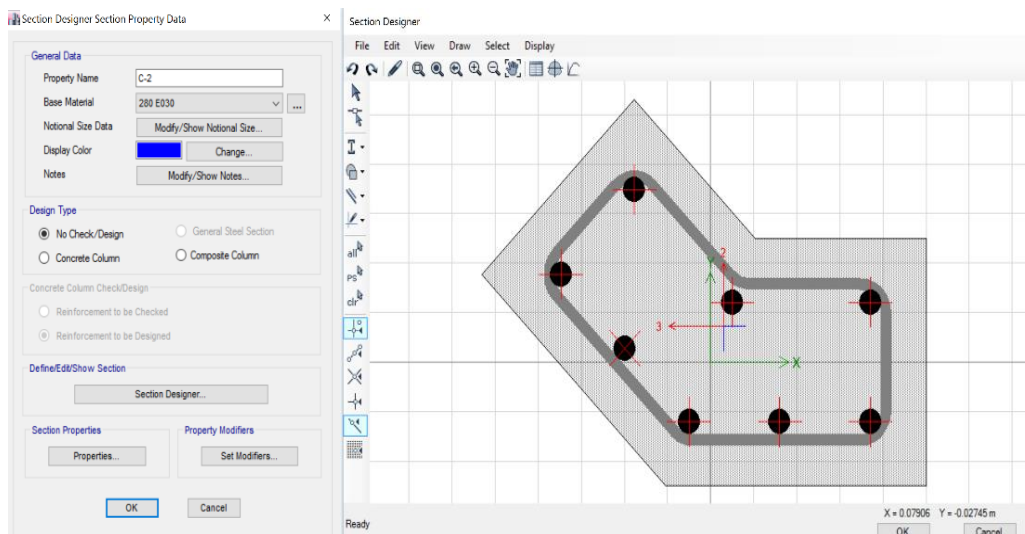 Section Designer Section Property Data
General Data
Property Name C-2
Base Material 280 E030 ...
Notional Size Data Modify/Show Notional Size...
Display Color Change...
Notes Modify/Show Notes...
Design Type
No Check/Design General Steel Section
Concrete Column Composite Column
Concrete Column Check/Design
Reinforcement to be Checked
Reinforcement to be Designed
Define/Edit/Show Section
Section Designer...
Section Properties Property Modifiers
Properties... Set Modifiers...
OK Cancel
Section Designer
File Edit View Draw Select Display
all
PS
clr
2
Y
3
X
Ready
X = 0.07906 Y = -0.02745 m
OK Cancel